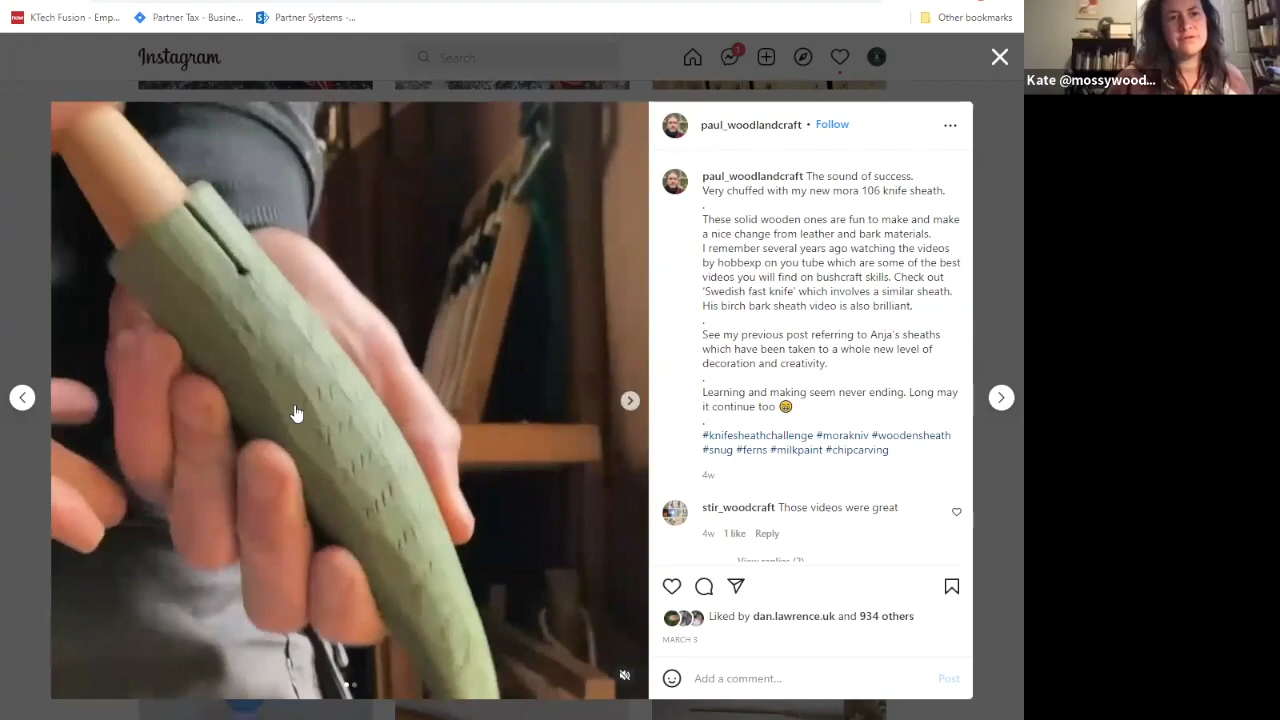 KTech Fusion - Emp...
Partner Tax - Busine...
Partner Systems -...
Other bookmarks
Instagram
Search
1
Kate @mossywood...
paul_woodlandcraft • Follow
paul_woodlandcraft The sound of success.
Very chuffed with my new mora 106 knife sheath.
.
These solid wooden ones are fun to make and make
a nice change from leather and bark materials.
I remember several years ago watching the videos
by hobbexp on you tube which are some of the best
videos you will find on bushcraft skills. Check out
'Swedish fast knife' which involves a similar sheath.
His birch bark sheath video is also brilliant.
.
See my previous post referring to Anja's sheaths
which have been taken to a whole new level of
decoration and creativity.
.
Learning and making seem never ending. Long may
it continue too 😁
.
#knifesheathchallenge #morakniv #woodensheath
#snug #ferns #milkpaint #chipcarving
4w
stir_woodcraft Those videos were great
4w 1 like Reply
View replies (2)
Liked by dan.lawrence.uk and 934 others
MARCH 3
Add a comment...
Post